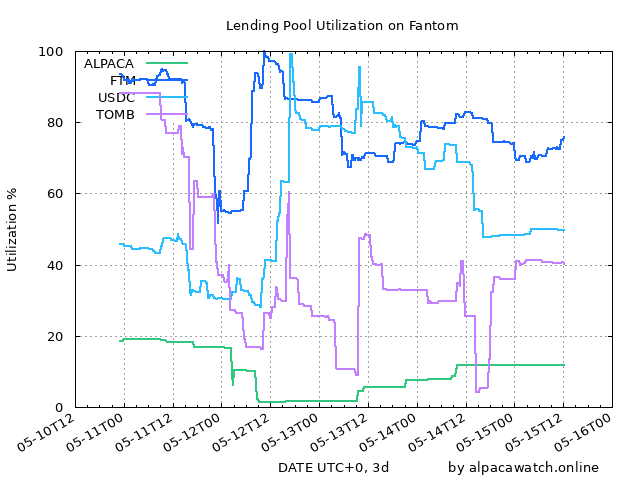 Lending Pool Utilization on Fantom
100
80
60
40
20
0
Utilization %
ALPACA
FTM
USDC
TOMB
05-10T12
05-11T00
05-11T12
05-12T00
05-12T12
05-13T00
05-13T12
05-14T00
05-14T12
05-15T00
05-15T12
05-16T00
DATE UTC+0, 3d
by alpacawatch.online